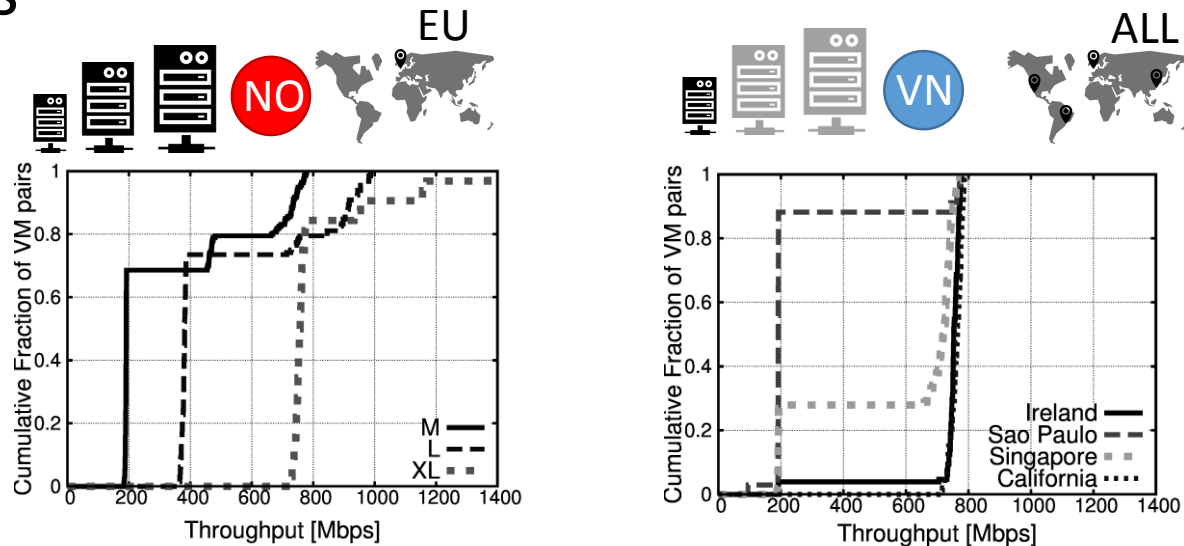 S
EU
NO
ALL
VN
Cumulative Fraction of VM pairs
1
0.8
0.6
0.4
0.2
0
0 200 400 600 800 1000 1200 1400
Throughput [Mbps]
M
L
XL
Cumulative Fraction of VM pairs
1
0.8
0.6
0.4
0.2
0
0 200 400 600 800 1000 1200 1400
Throughput [Mbps]
Ireland
Sao Paulo
Singapore
California